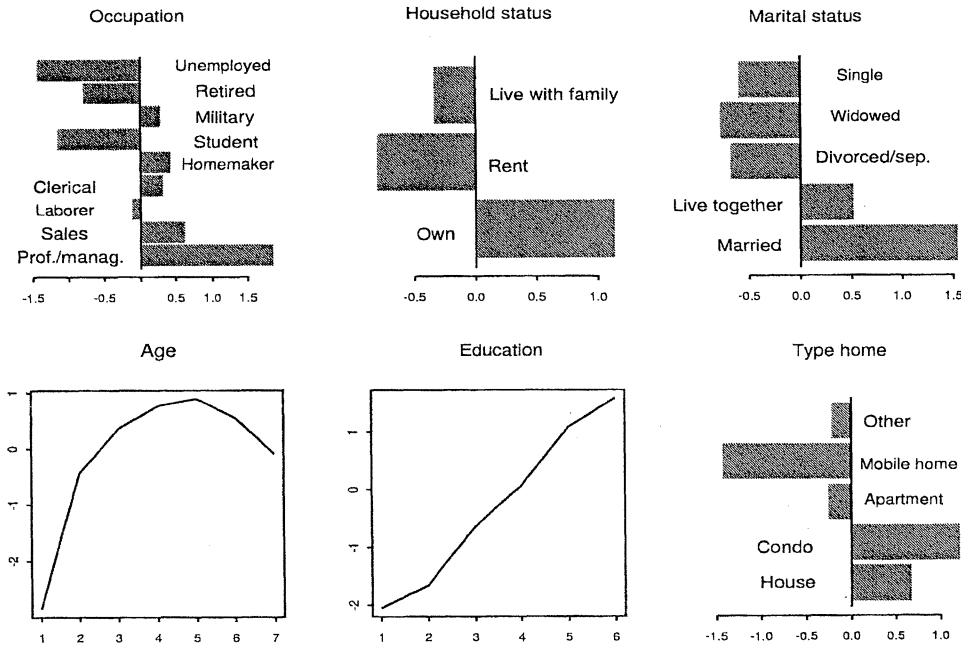 Occupation
Household status
Marital status
Unemployed
Retired
Military
Student
Homemaker
Clerical
Laborer
Sales
Prof./manag.
-1.5 -0.5 0.5 1.0 1.5
Live with family
Rent
Own
-0.5 0.0 0.5 1.0
Single
Widowed
Divorced/sep.
Live together
Married
-0.5 0.0 0.5 1.0 1.5
Age
Education
Type home
1
0
-1
-2
1 2 3 4 5 6 7
1
0
-1
-2
1 2 3 4 5 6
Other
Mobile home
Apartment
Condo
House
-1.5 -1.0 -0.5 0.0 0.5 1.0